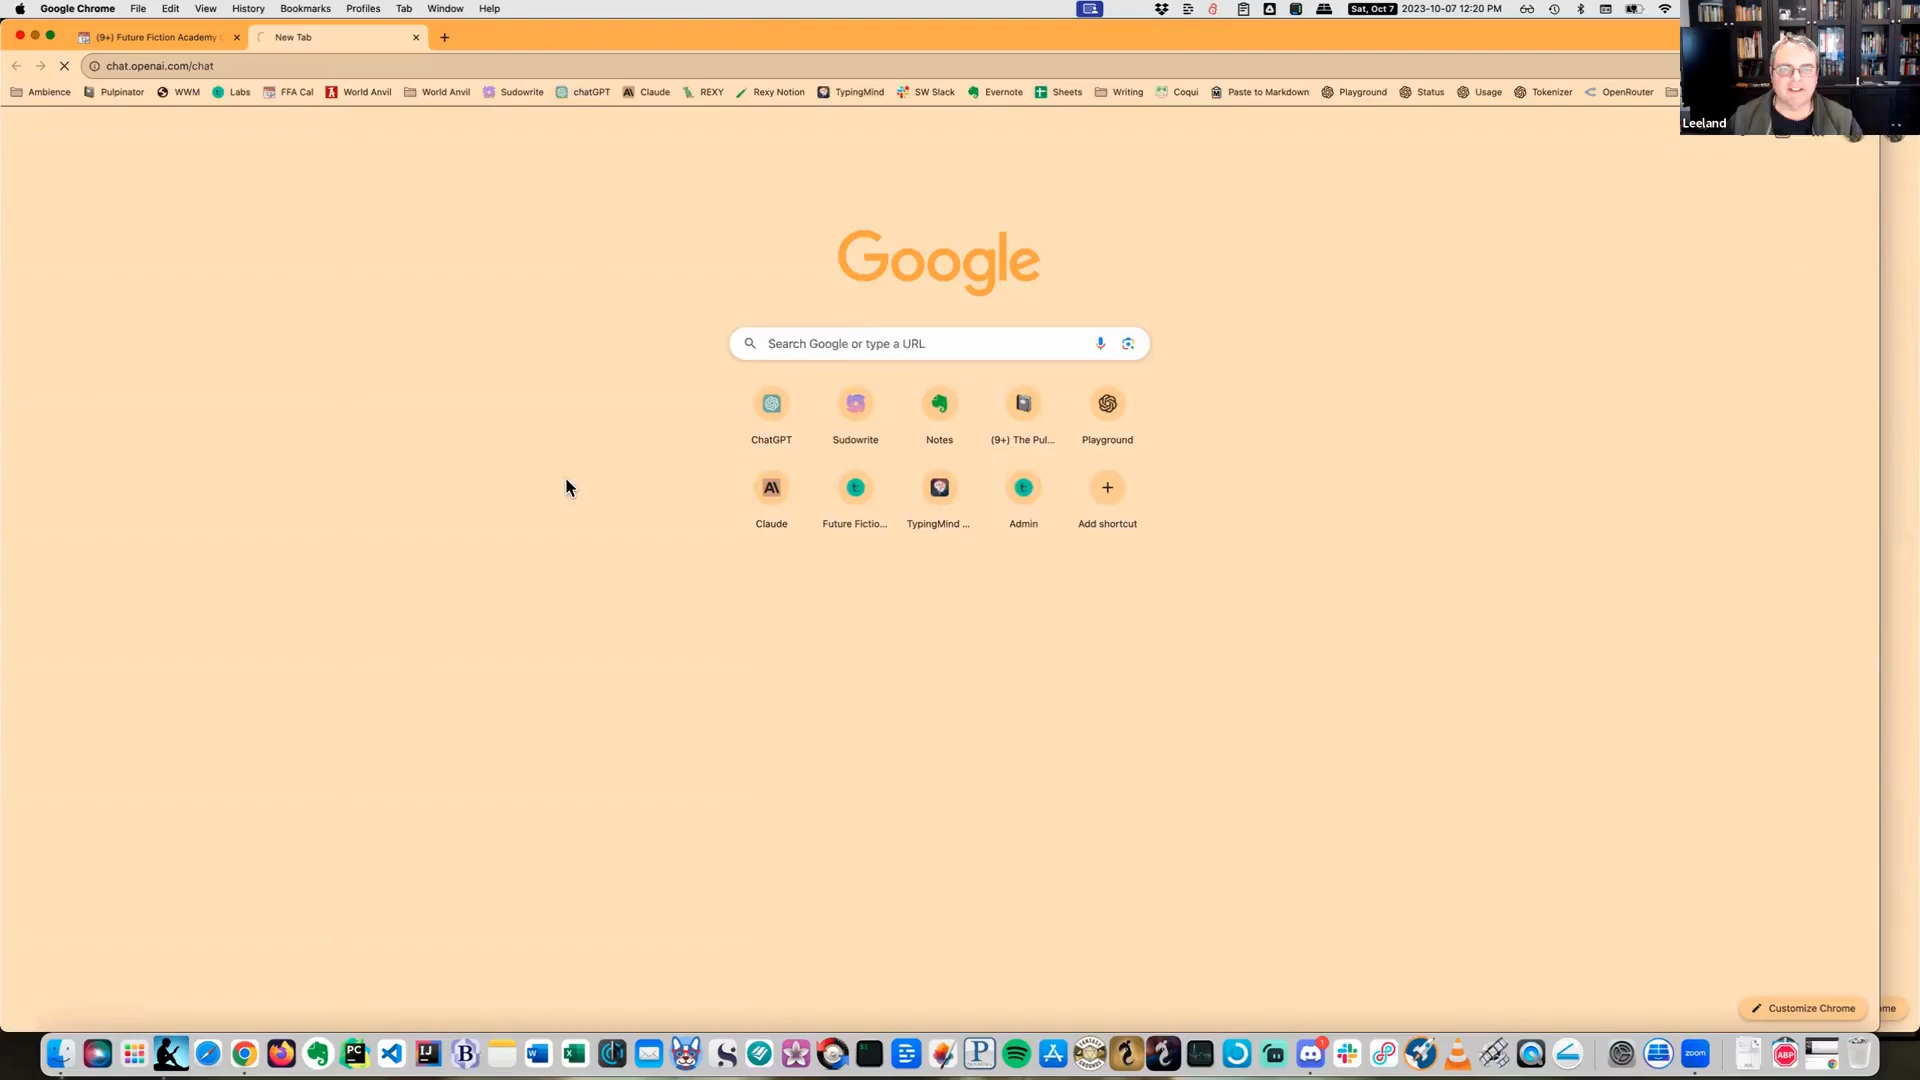 Google Chrome File Edit View History Bookmarks Profiles Tab Window Help Sat, Oct 7 2023-10-07 12:20 PM
(9+) Future Fiction Academy New Tab
chat.openai.com/chat
Ambience Pulpinator WWM Labs FFA Cal World Anvil World Anvil Sudowrite chatGPT Claude REXY Rexy Notion TypingMind SW Slack Evernote Sheets Writing Coqui Paste to Markdown Playground Status Usage Tokenizer OpenRouter
Leeland
Google
Search Google or type a URL
ChatGPT Sudowrite Notes (9+) The Pul... Playground
Claude Future Fictio... TypingMind ... Admin Add shortcut
Customize Chrome ome
zoom